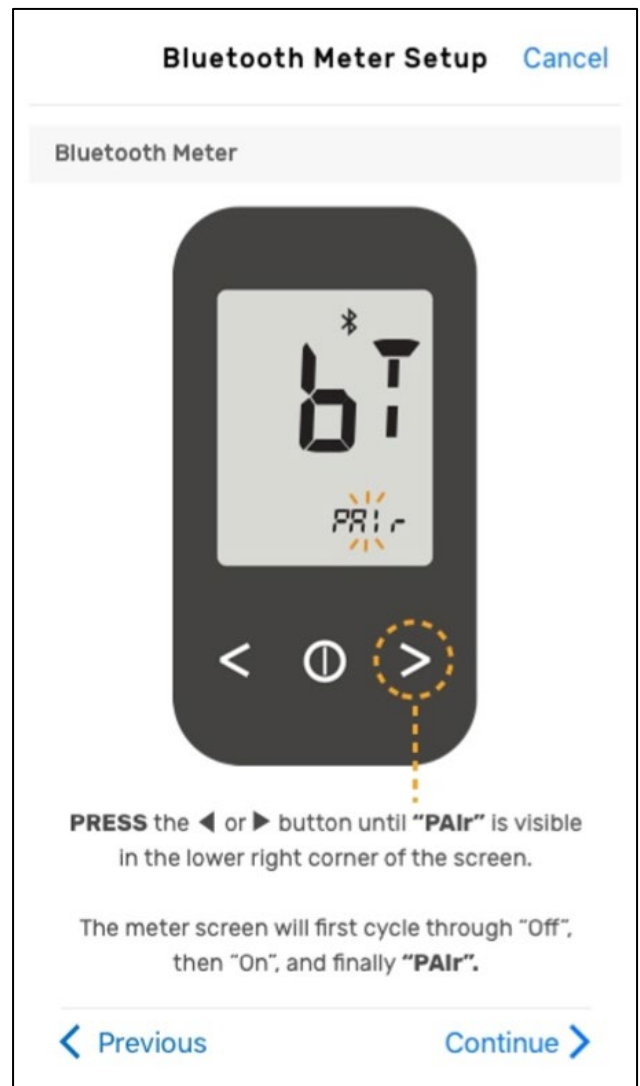 Bluetooth Meter Setup Cancel
Bluetooth Meter
bT
PAIr
< >
PRESS the ◀ or ▶ button until “PAIr” is visible
in the lower right corner of the screen.
The meter screen will first cycle through “Off”,
then “On”, and finally “PAIr”.
Previous Continue